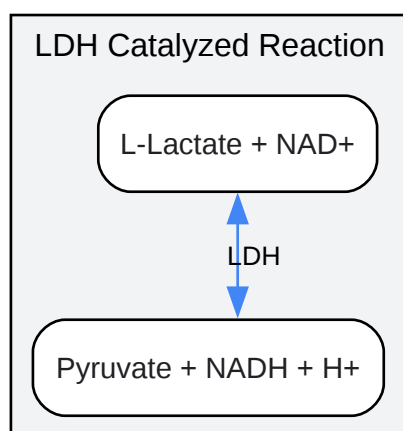 LDH Catalyzed Reaction
L-Lactate + NAD+
LDH
Pyruvate + NADH + H+